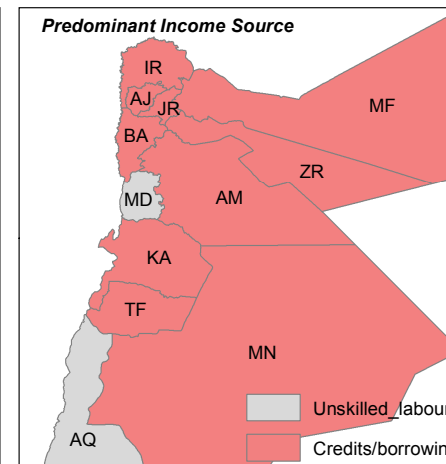 Predominant Income Source
IR
MF
AJ
JR
BA
ZR
MD
AM
KA
TF
MN
Unskilled_labour
AQ
Credits/borrowin